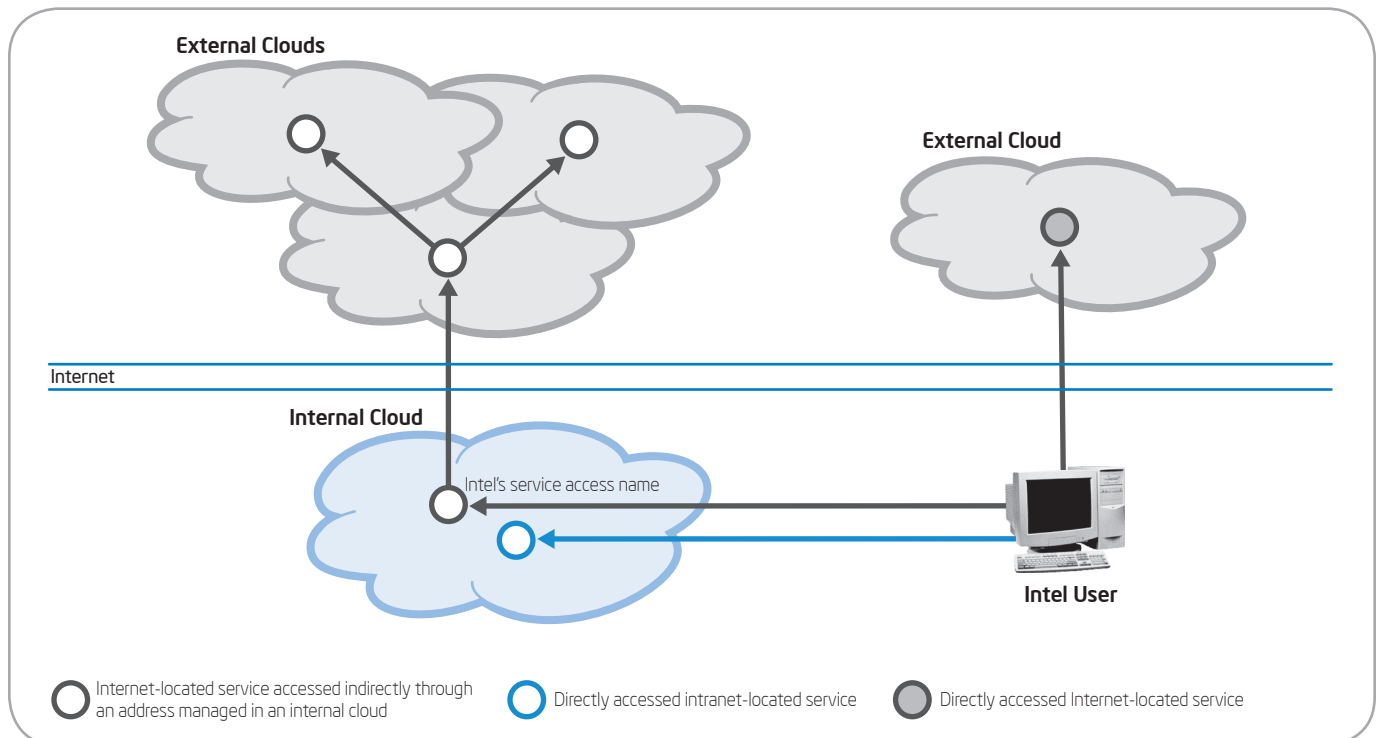 External Clouds
External Cloud
Internet
Internal Cloud
Intel's service access name
Intel User
Internet-located service accessed indirectly through
an address managed in an internal cloud
Directly accessed intranet-located service
Directly accessed Internet-located service